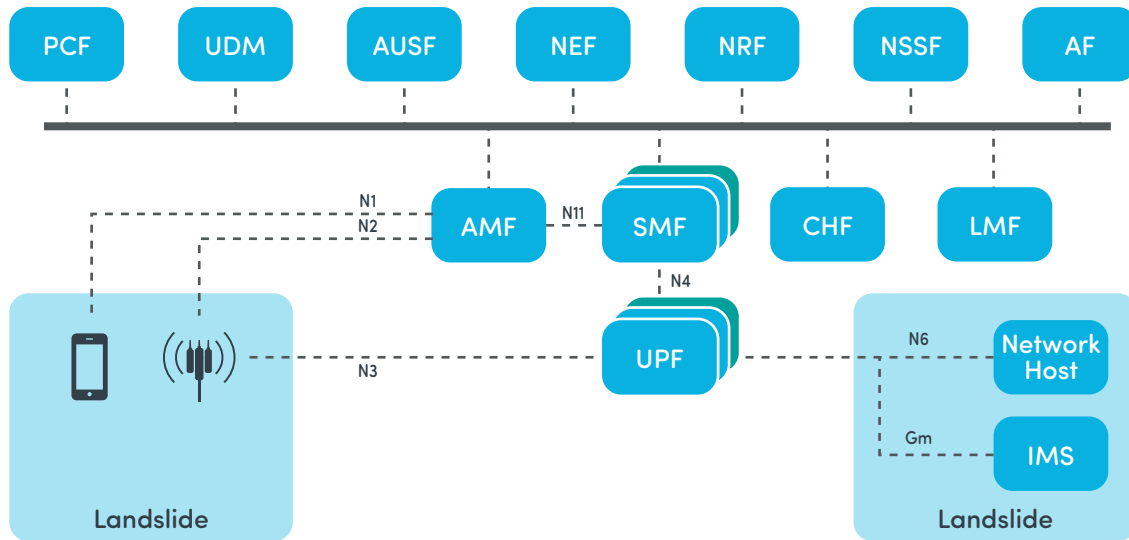 PCF
UDM
AUSF
NEF
NRF
NSSF
AF
N1
N2
AMF
N11
SMF
CHF
LMF
N4
N3
UPF
N6
Network
Host
Gm
IMS
Landslide
Landslide